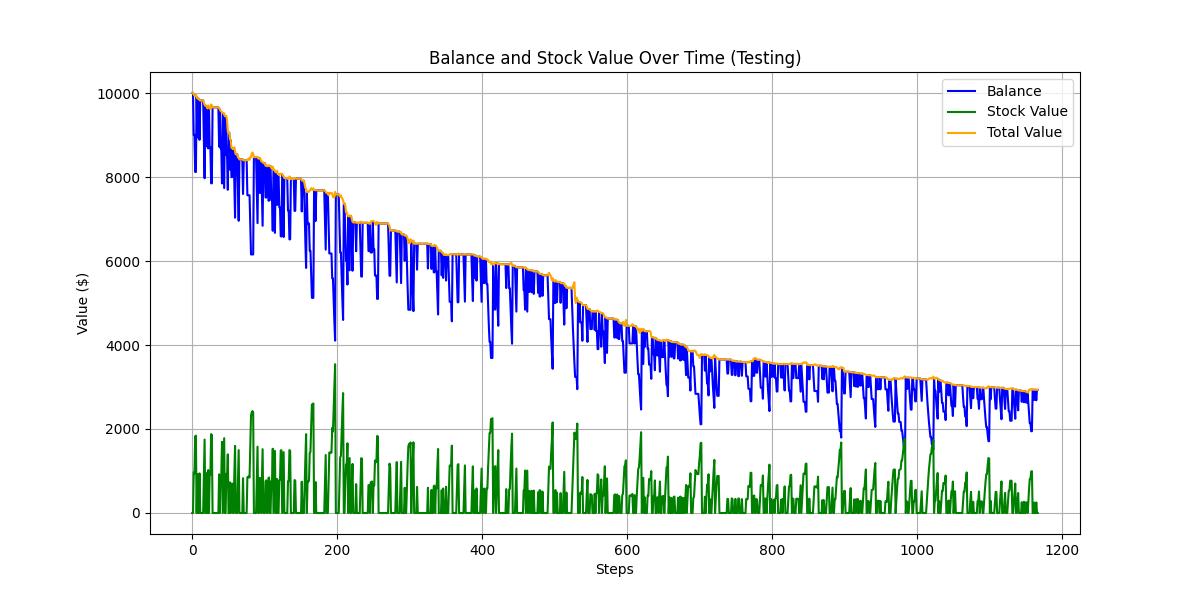 Balance and Stock Value Over Time (Testing)
Balance
Stock Value
Total Value
Value ($)
10000
8000
6000
4000
2000
0
0 200 400 600 800 1000 1200
Steps